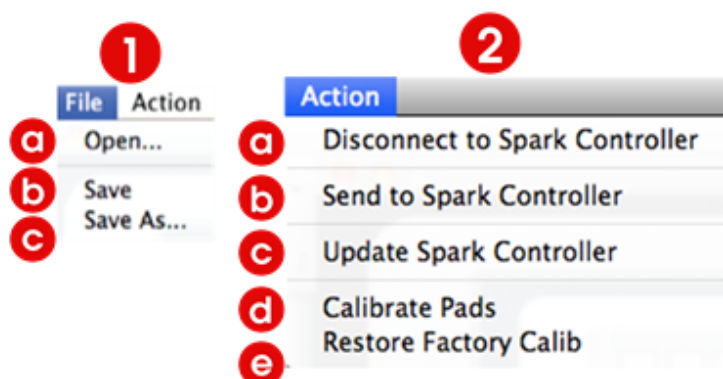 1
File Action
a Open...
b Save
c Save As...
2
Action
a Disconnect to Spark Controller
b Send to Spark Controller
c Update Spark Controller
d Calibrate Pads
e Restore Factory Calib